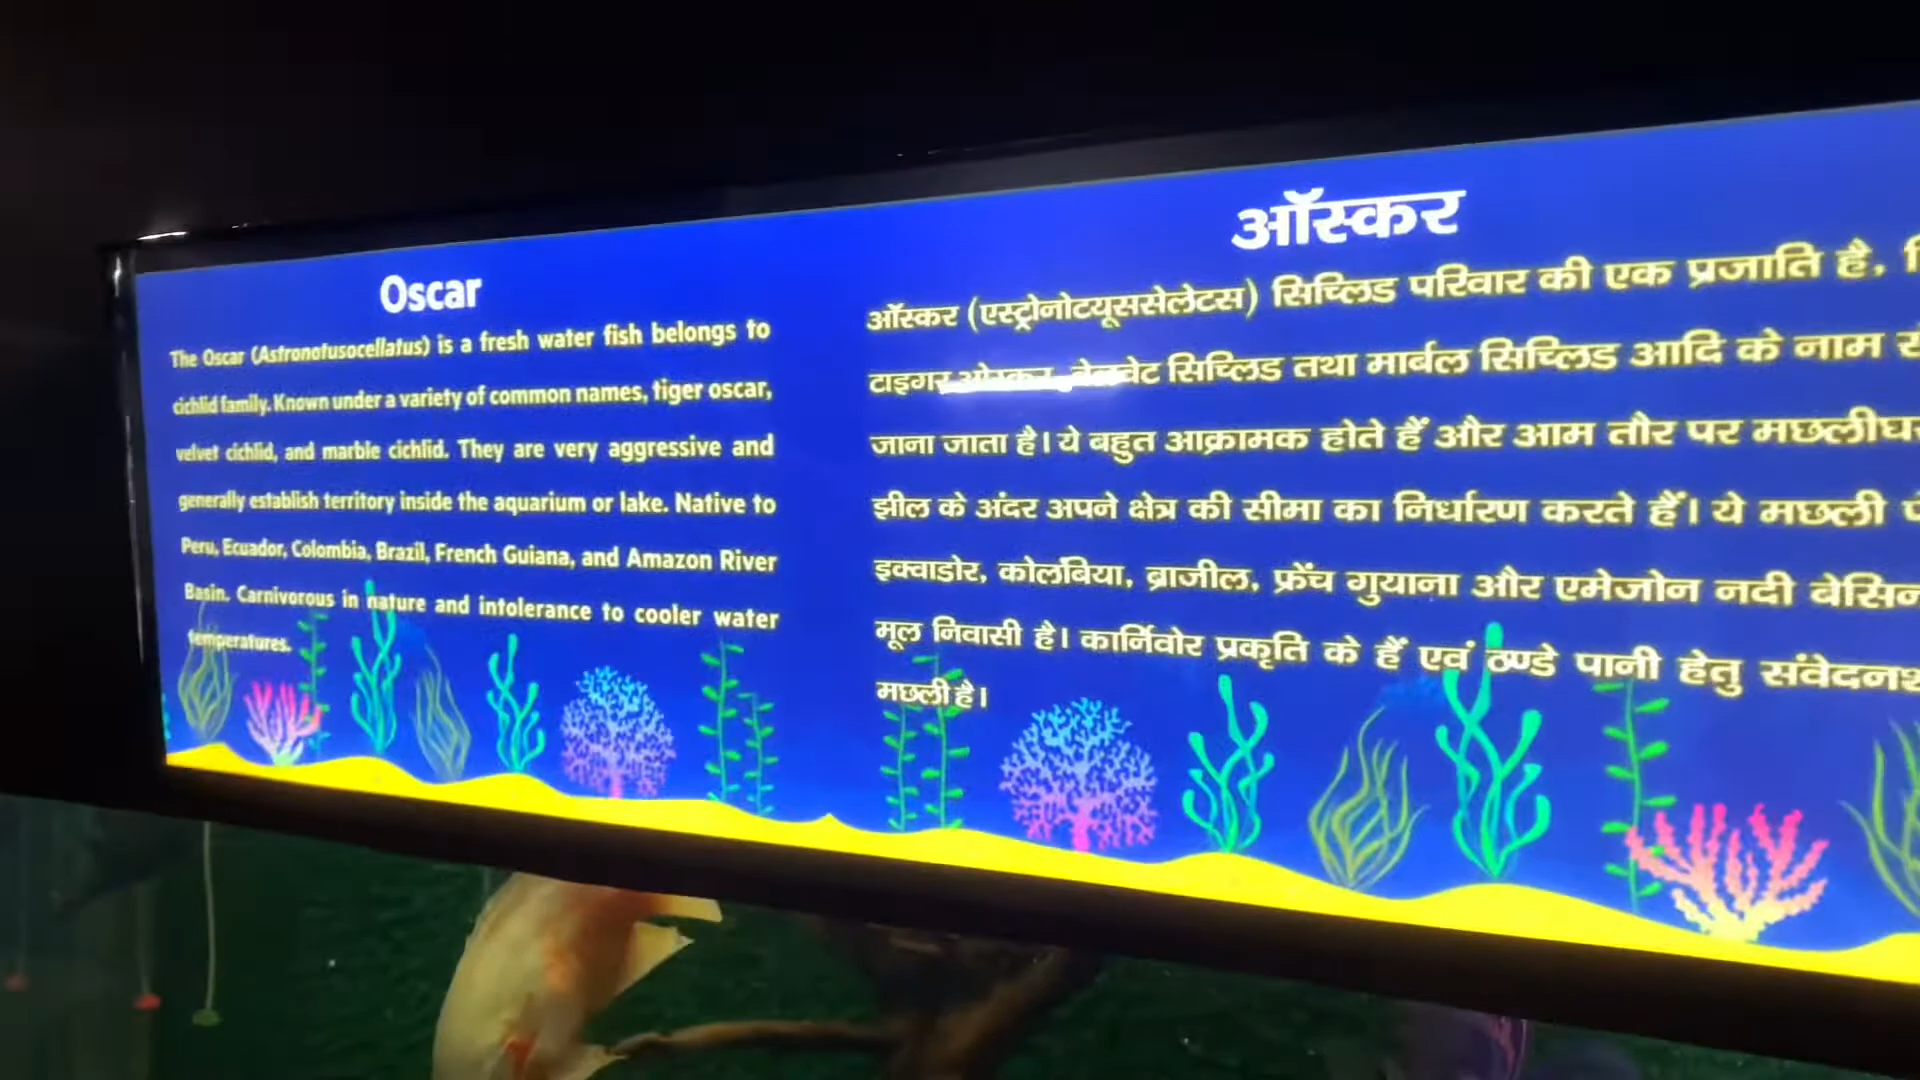 Oscar
The Oscar (Astronotusocellatus) is a fresh water fish belongs to
cichlid family. Known under a variety of common names, tiger oscar,
velvet cichlid, and marble cichlid. They are very aggressive and
generally establish territory inside the aquarium or lake. Native to
Peru, Ecuador, Colombia, Brazil, French Guiana, and Amazon River
Basin. Carnivorous in nature and intolerance to cooler water
temperatures.
ऑस्कर
ऑस्कर (एस्ट्रोनोटयूससेलेटस) सिच्लिड परिवार की एक प्रजाति है,
टाइगर ओस्कर, वेलवेट सिच्लिड तथा मार्बल सिच्लिड आदि के नाम
जाना जाता है। ये बहुत आक्रामक होते हैं और आम तौर पर
झील के अंदर अपने क्षेत्र की सीमा का निर्धारण करते हैं। ये मछली
इक्वाडोर, कोलंबिया, ब्राजील, फ्रेंच गुयाना और एमेजोन नदी
मूल निवासी है। कार्निवोर प्रकृति के हैं एवं ठण्डे पानी हेतु
मछली है।